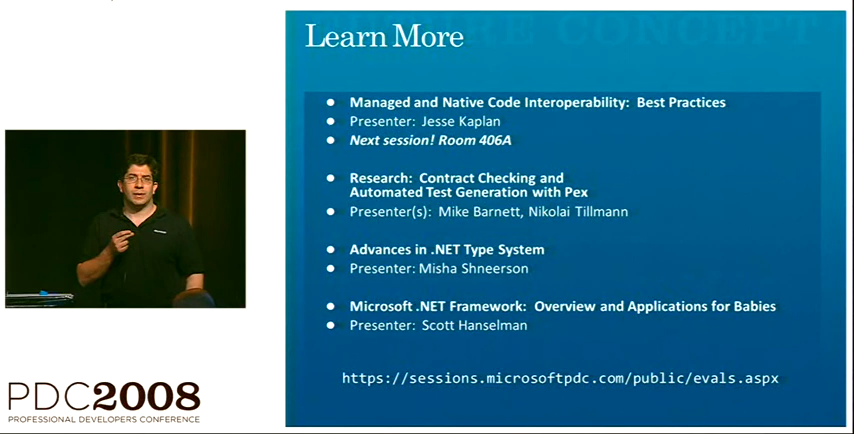 Learn More
Managed and Native Code Interoperability: Best Practices
Presenter: Jesse Kaplan
Next session! Room 406A
Research: Contract Checking and
Automated Test Generation with Pex
Presenter(s): Mike Barnett, Nikolai Tillmann
Advances in .NET Type System
Presenter: Misha Shneerson
Microsoft .NET Framework: Overview and Applications for Babies
Presenter: Scott Hanselman
https://sessions.microsoftpdc.com/public/evals.aspx
PDC2008
PROFESSIONAL DEVELOPERS CONFERENCE